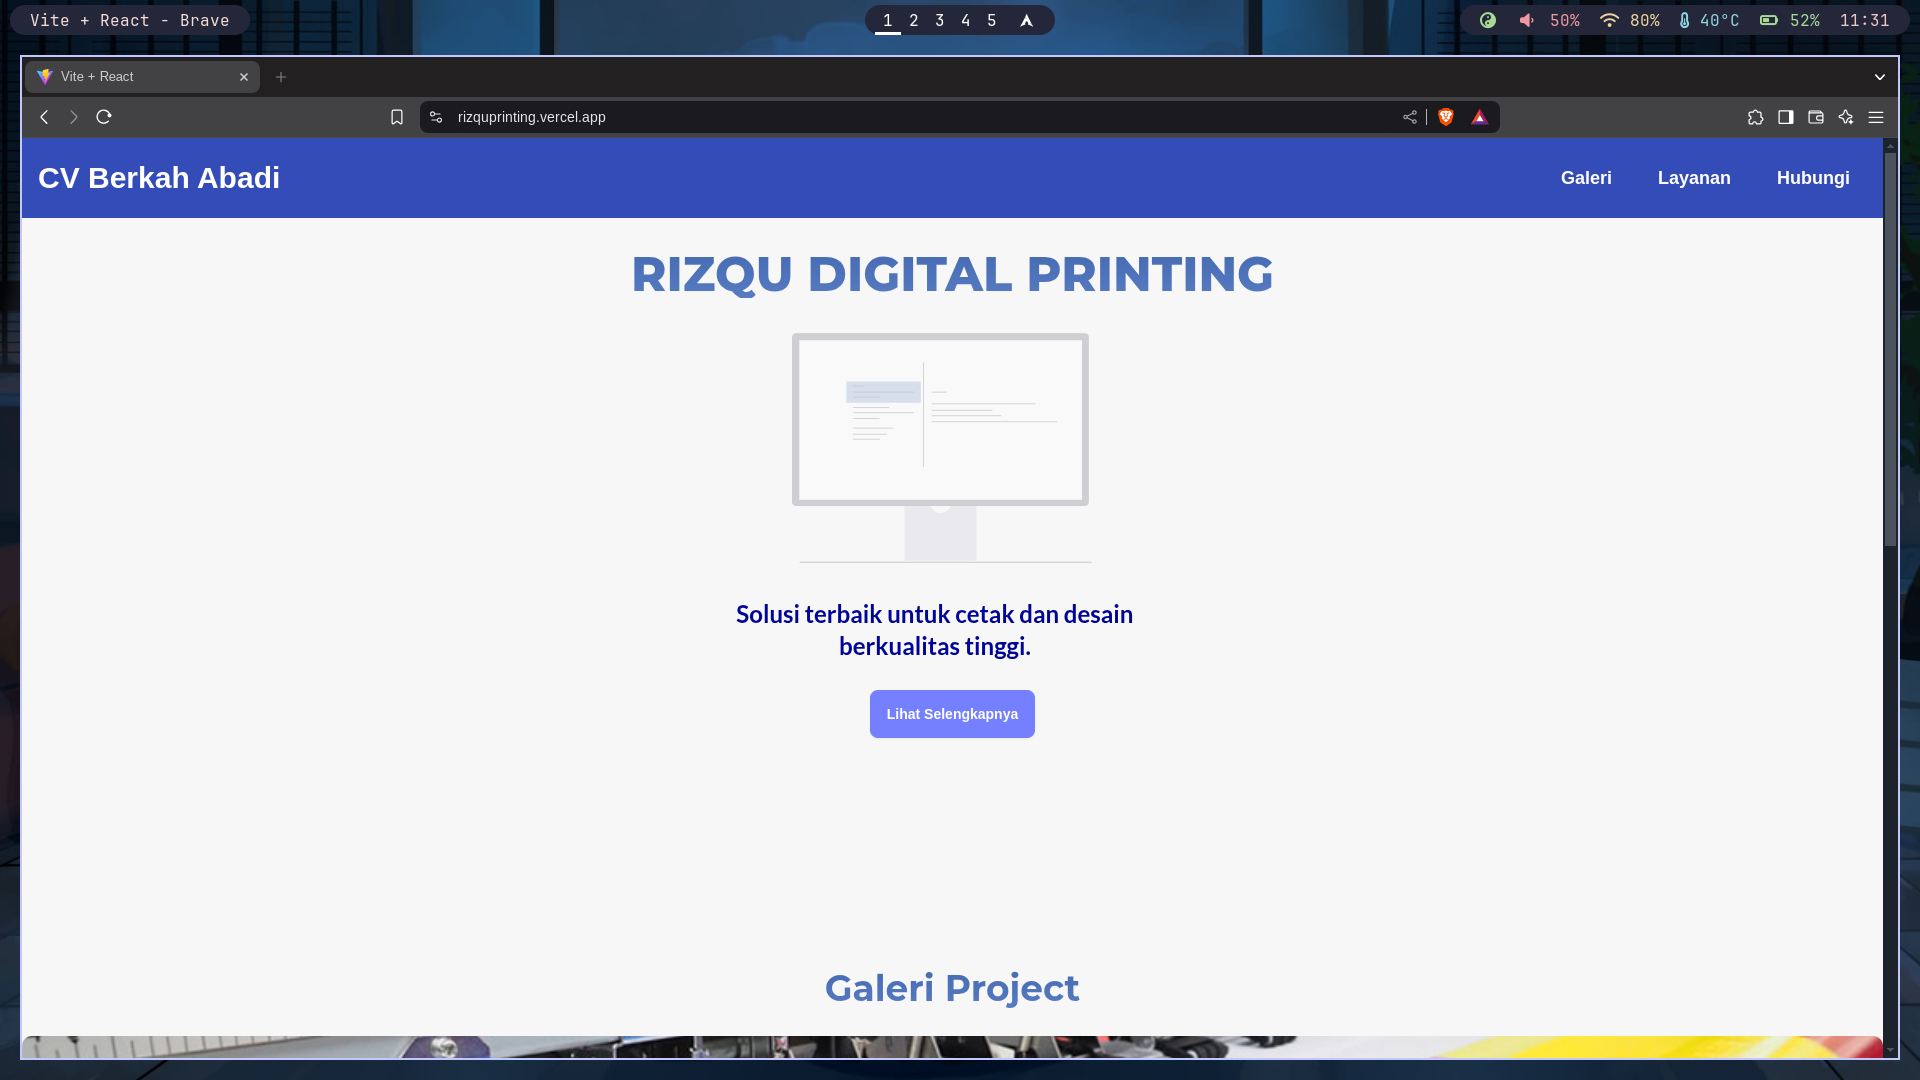 Vite + React - Brave
1 2 3 4 5
50% 80% 40°C 52% 11:31
Vite + React
rizquprinting.vercel.app
CV Berkah Abadi
Galeri Layanan Hubungi
RIZQU DIGITAL PRINTING
Solusi terbaik untuk cetak dan desain
berkualitas tinggi.
Lihat Selengkapnya
Galeri Project